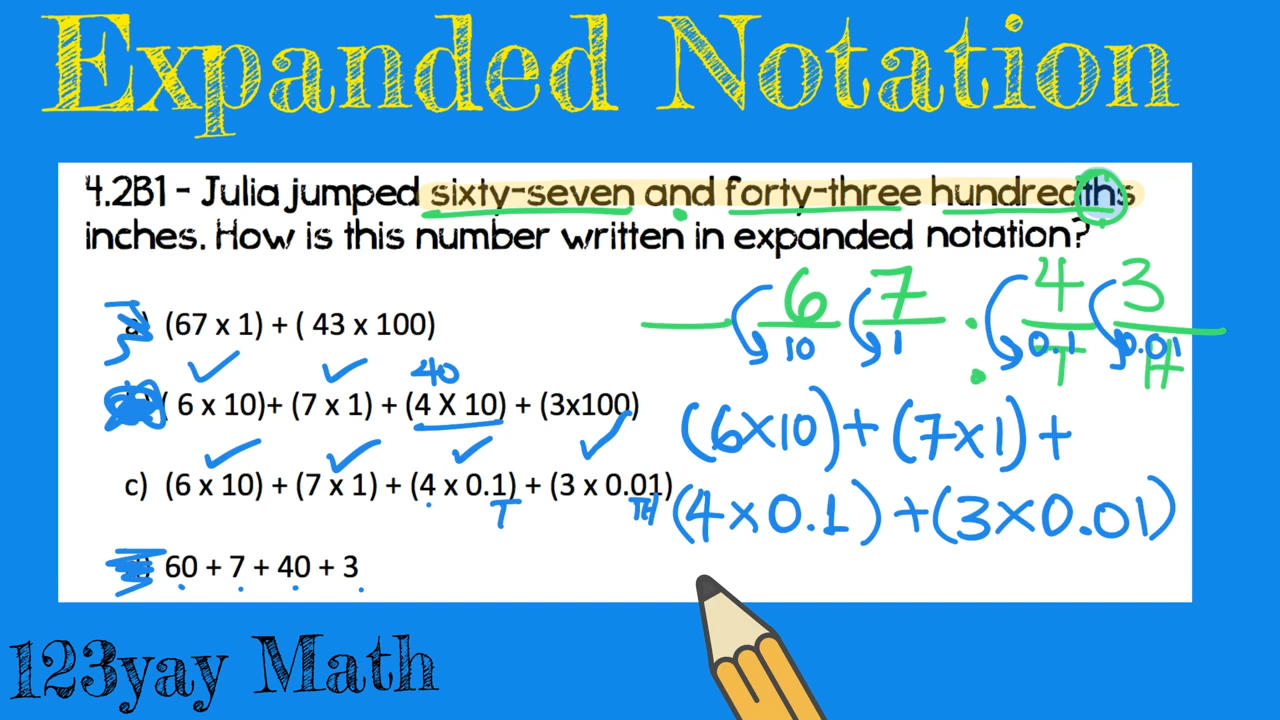 Expanded Notation
4.2B1 - Julia jumped sixty-seven and forty-three hundredths
inches. How is this number written in expanded notation?
6 7 . 4 3
10 1 0.1 0.01
T H
a) (67 x 1) + ( 43 x 100)
40
( 6 x 10)+ (7 x 1) + (4 X 10) + (3x100)
(6x10)+(7x1)+
c) (6 x 10) + (7 x 1) + (4 x 0.1) + (3 x 0.01)
T TH
(4x0.1)+(3x0.01)
60 + 7 + 40 + 3
123yay Math